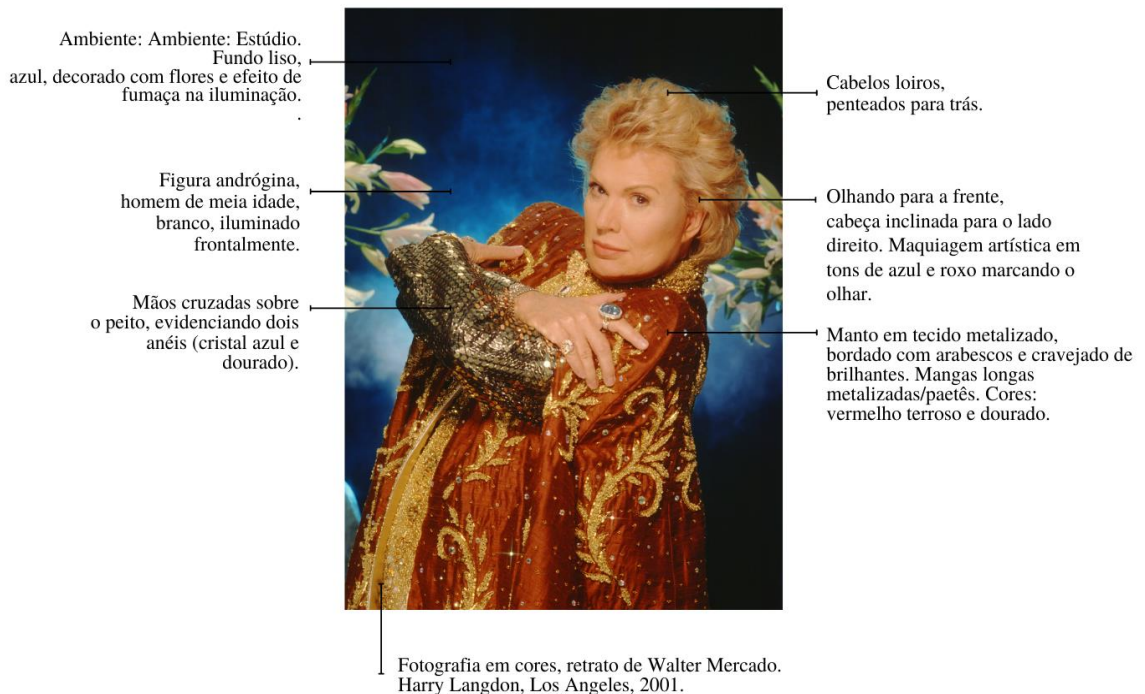 Ambiente: Ambiente: Estúdio.
Fundo liso,
azul, decorado com flores e efeito de
fumaça na iluminação.
.
Figura andrógina,
homem de meia idade,
branco, iluminado
frontalmente.
Mãos cruzadas sobre
o peito, evidenciando dois
anéis (cristal azul e
dourado).
Cabelos loiros,
penteados para trás.
Olhando para a frente,
cabeça inclinada para o lado
direito. Maquiagem artística em
tons de azul e roxo marcando o
olhar.
Manto em tecido metalizado,
bordado com arabescos e cravejado de
brilhantes. Mangas longas
metalizadas/paetês. Cores:
vermelho terroso e dourado.
Fotografia em cores, retrato de Walter Mercado.
Harry Langdon, Los Angeles, 2001.